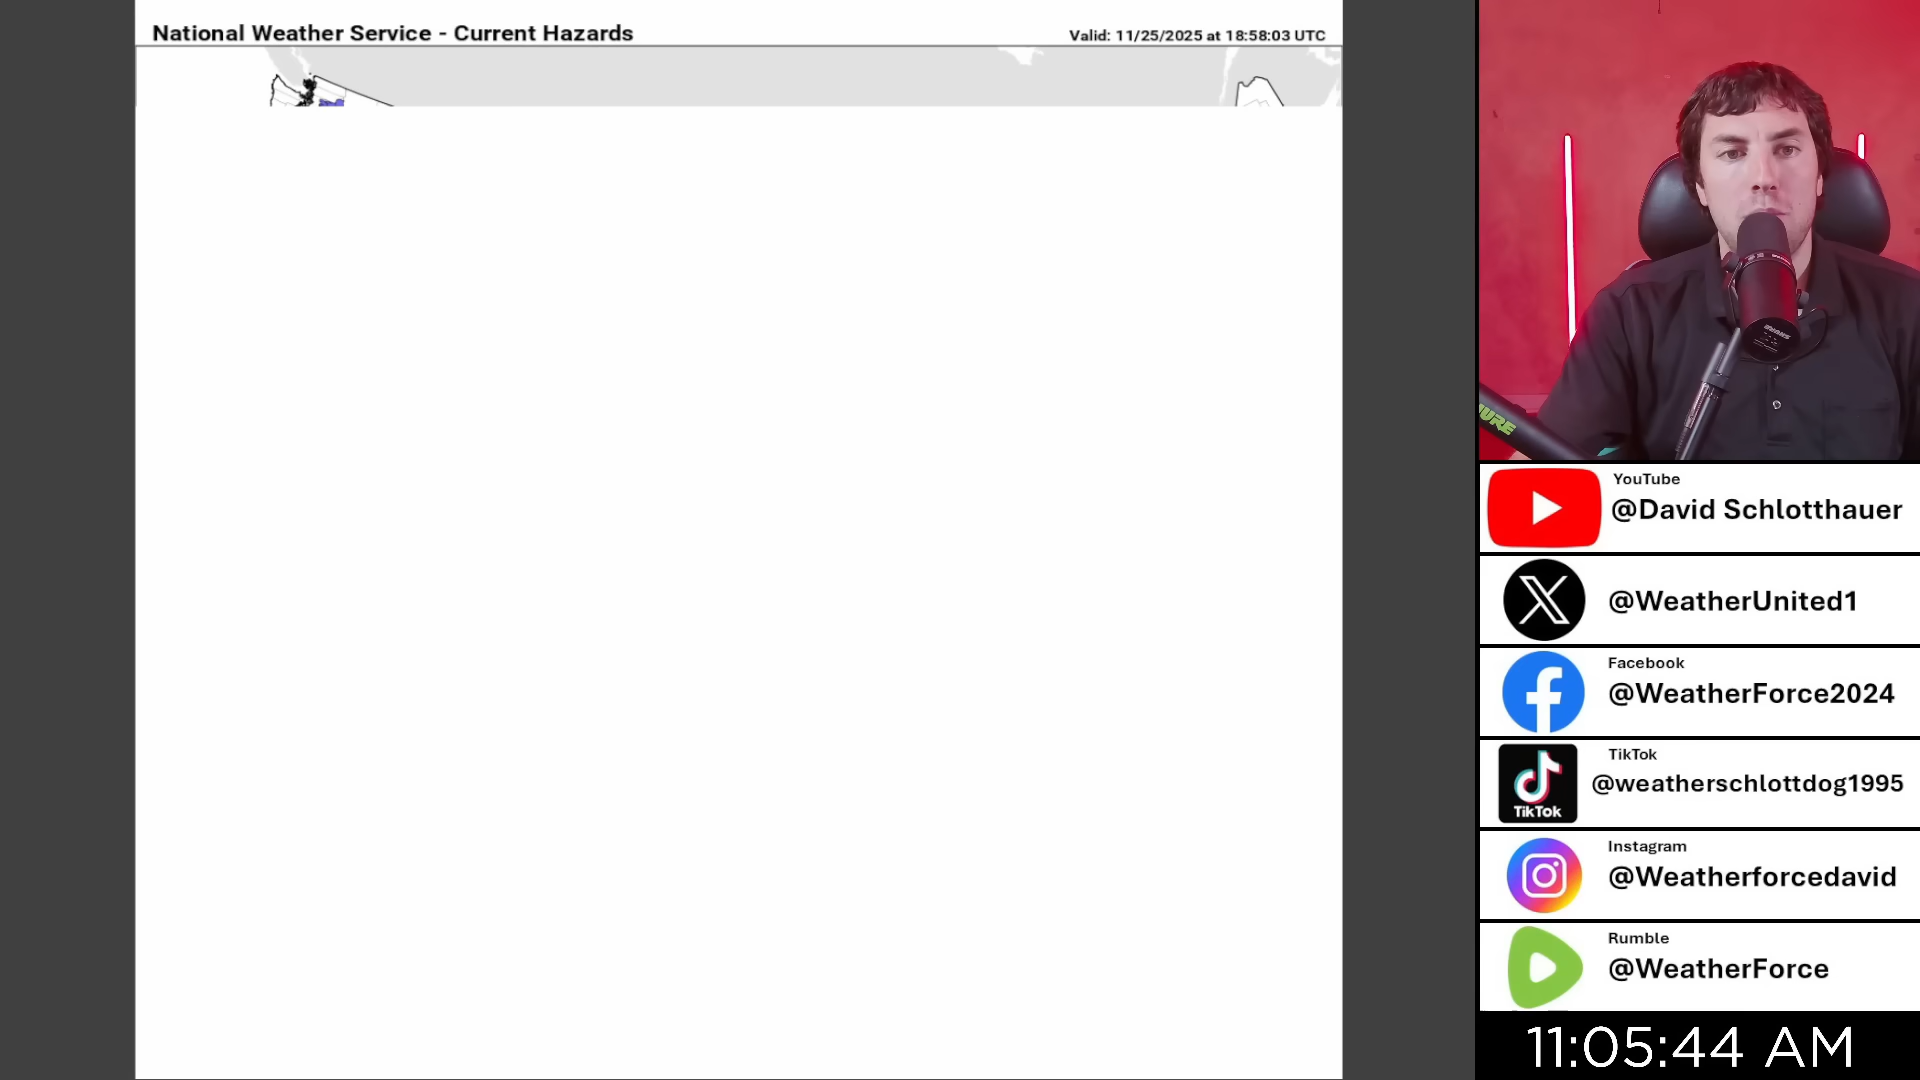 National Weather Service - Current Hazards
Valid: 11/25/2025 at 18:58:03 UTC
YouTube
@David Schlotthauer
@WeatherUnited1
Facebook
@WeatherForce2024
TikTok
@weatherschlottdog1995
TikTok
Instagram
@Weatherforcedavid
Rumble
@WeatherForce
11:05:44 AM